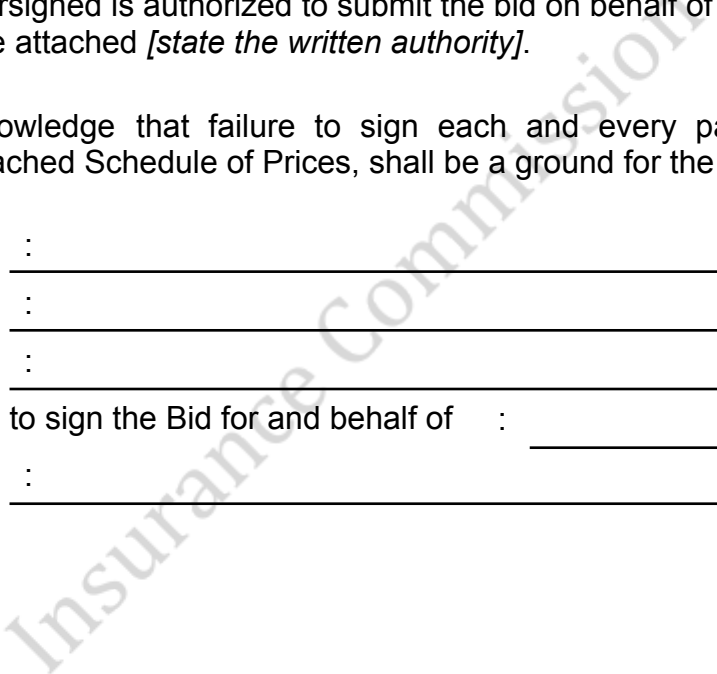 rsigned is authorized to submit the bid on behalf of
e attached [state the written authority].
owledge that failure to sign each and every pa
ached Schedule of Prices, shall be a ground for the
:
:
:
to sign the Bid for and behalf of :
:
Insurance Commission